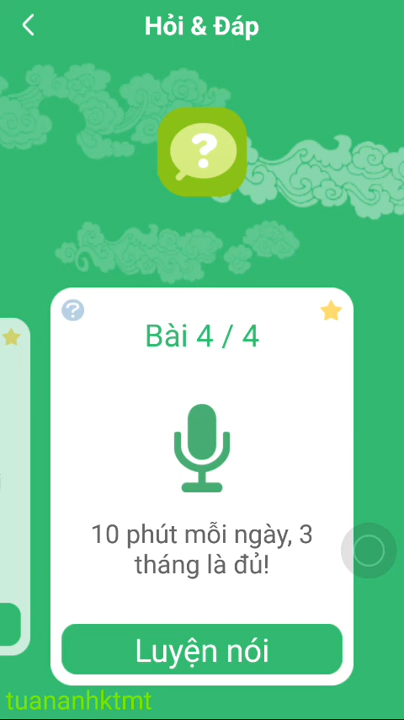 Hỏi & Đáp
Bài 4 / 4
10 phút mỗi ngày, 3
tháng là đủ!
Luyện nói
tuananhktmt